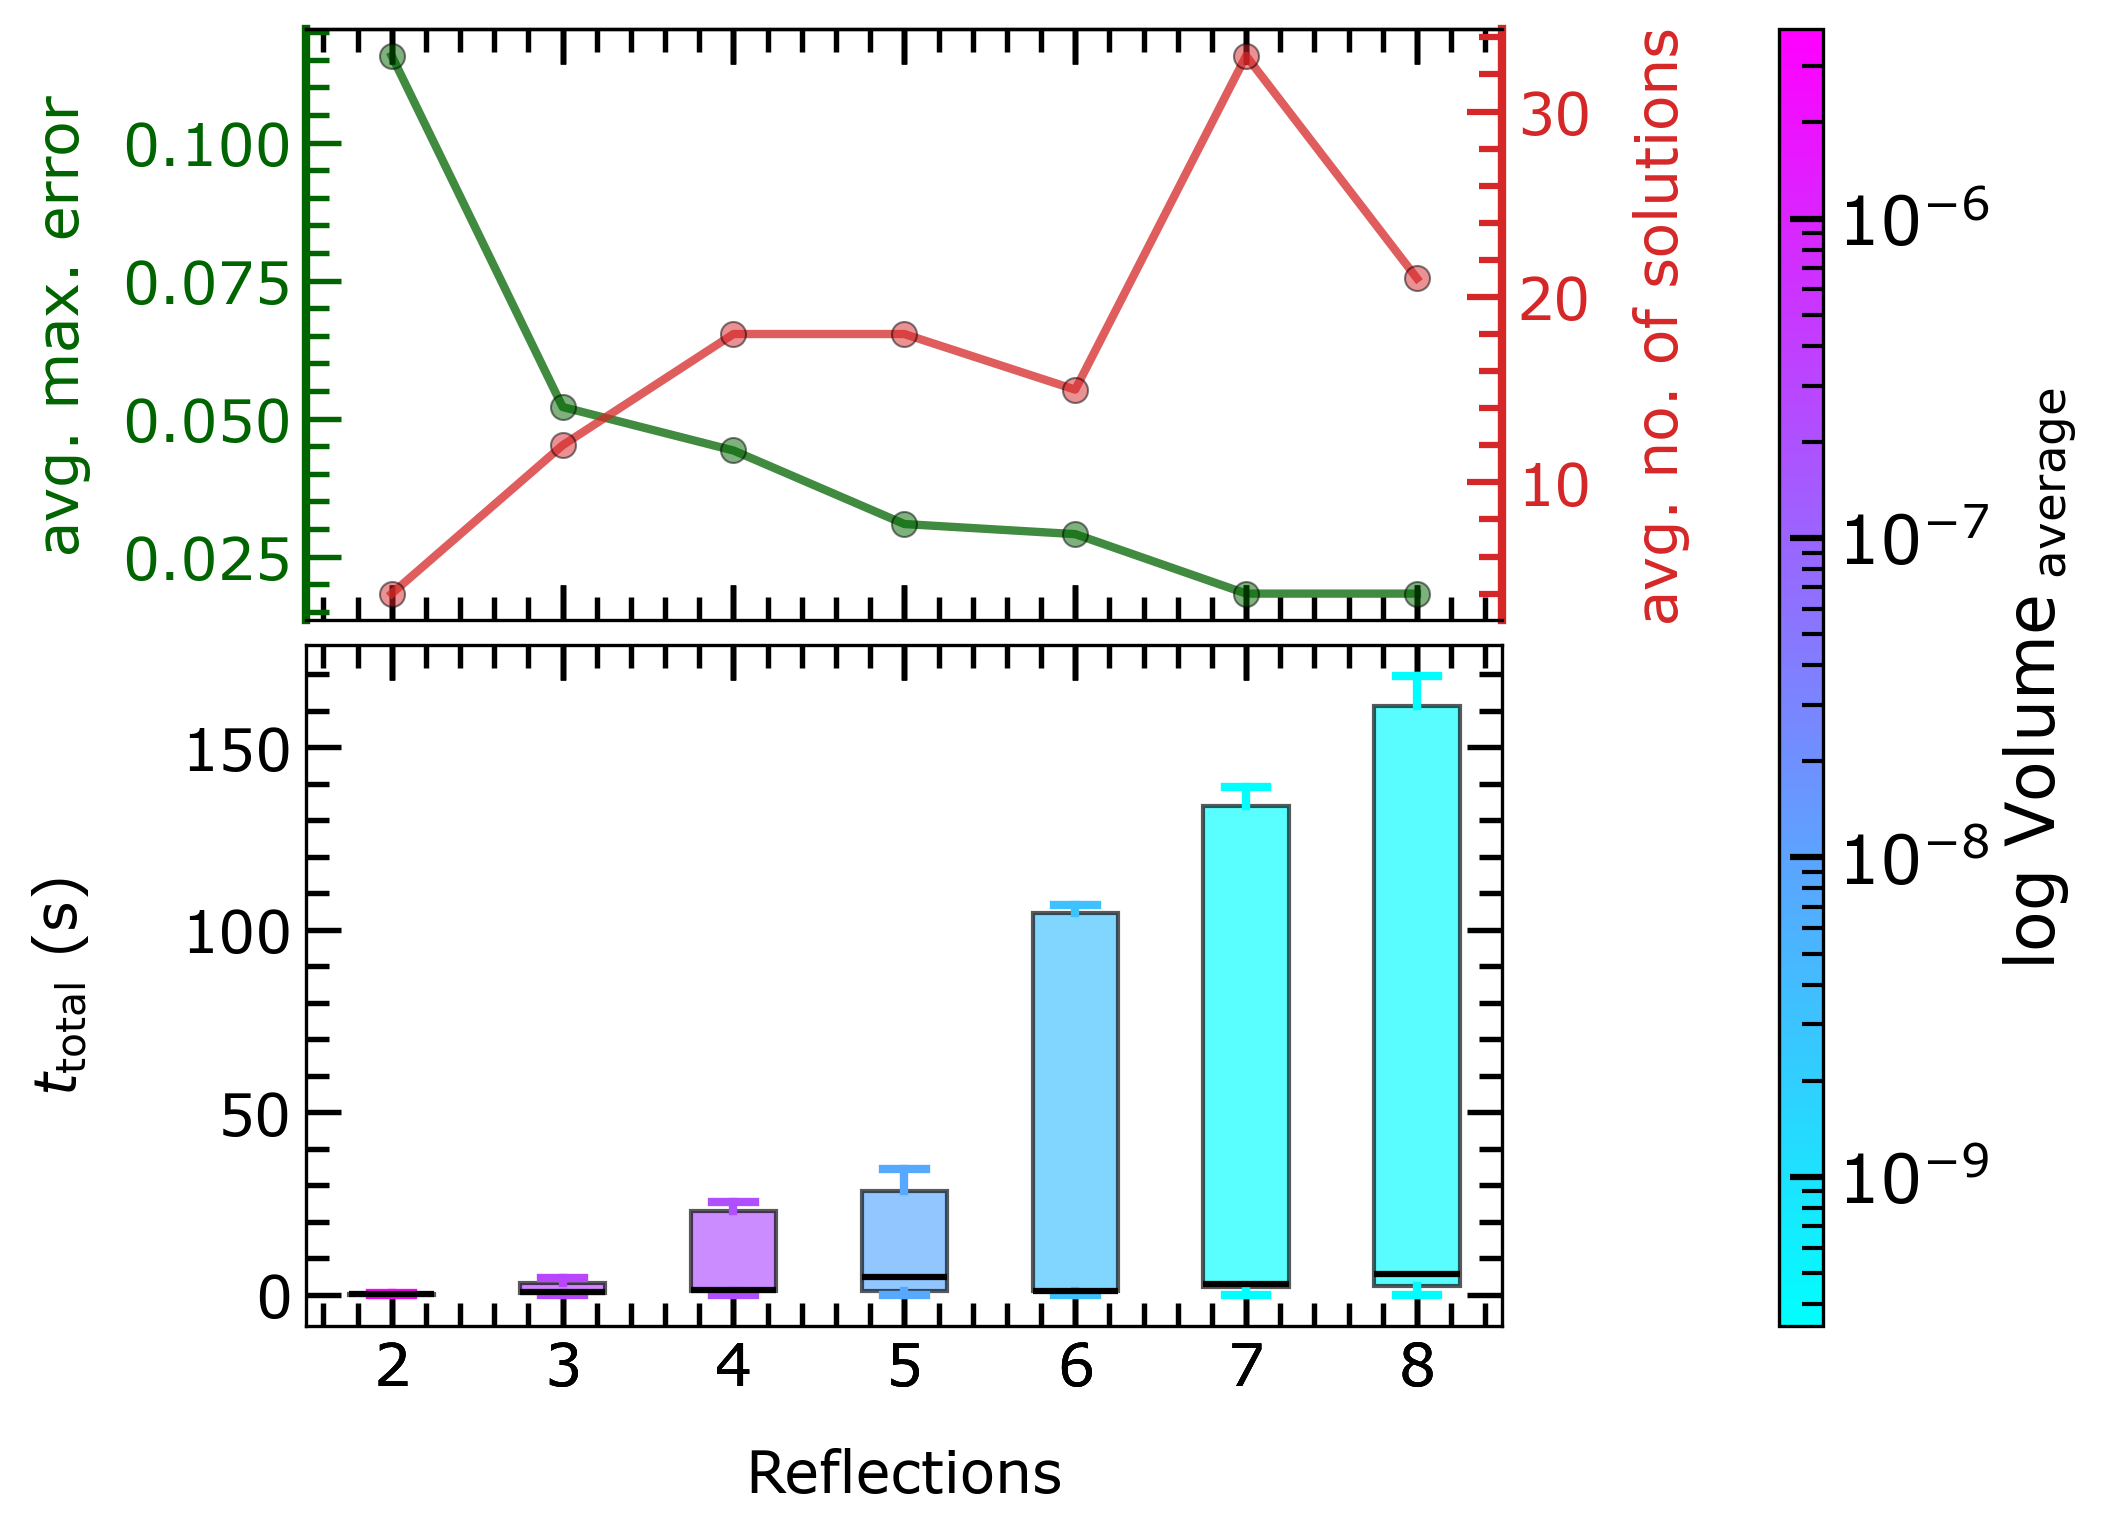 avg. max. error
0.100
0.075
0.050
0.025
30
20
10
avg. no. of solutions
t_total (s)
150
100
50
0
2 3 4 5 6 7 8
Reflections
10⁻⁶
10⁻⁷
10⁻⁸
10⁻⁹
log Volume average